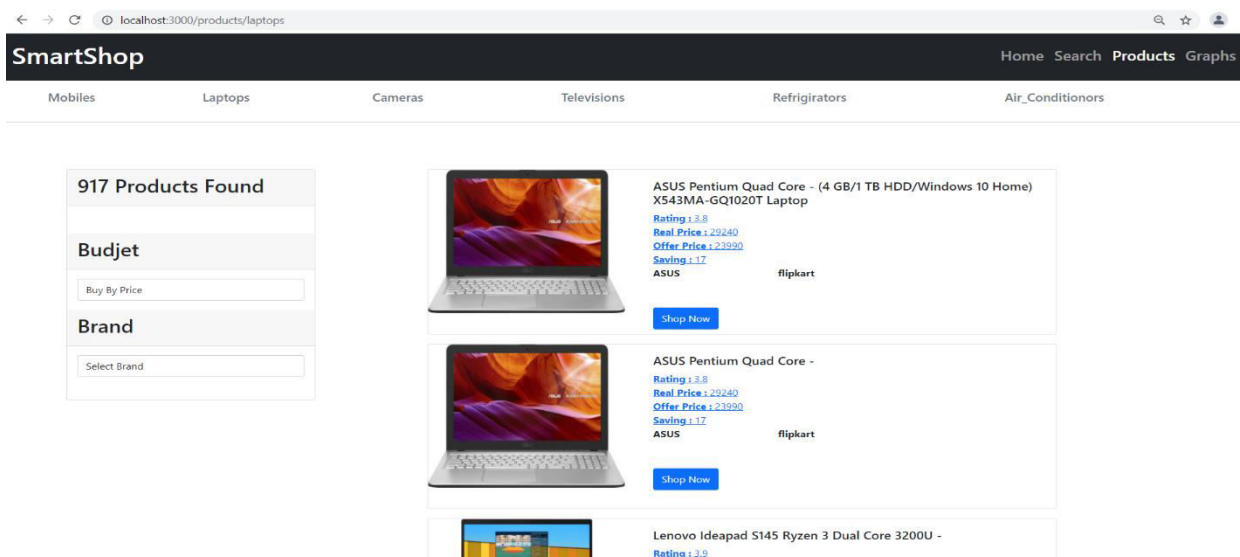 localhost:3000/products/laptops
SmartShop
Home Search Products Graphs
Mobiles Laptops Cameras Televisions Refrigirators Air_Conditionors
917 Products Found
Budjet
Buy By Price
Brand
Select Brand
ASUS Pentium Quad Core - (4 GB/1 TB HDD/Windows 10 Home)
X543MA-GQ1020T Laptop
Rating : 3.8
Real Price : 29240
Offer Price : 23990
Saving : 17
ASUS flipkart
Shop Now
ASUS Pentium Quad Core -
Rating : 3.8
Real Price : 29240
Offer Price : 23990
Saving : 17
ASUS flipkart
Shop Now
Lenovo Ideapad S145 Ryzen 3 Dual Core 3200U -
Rating : 3.9